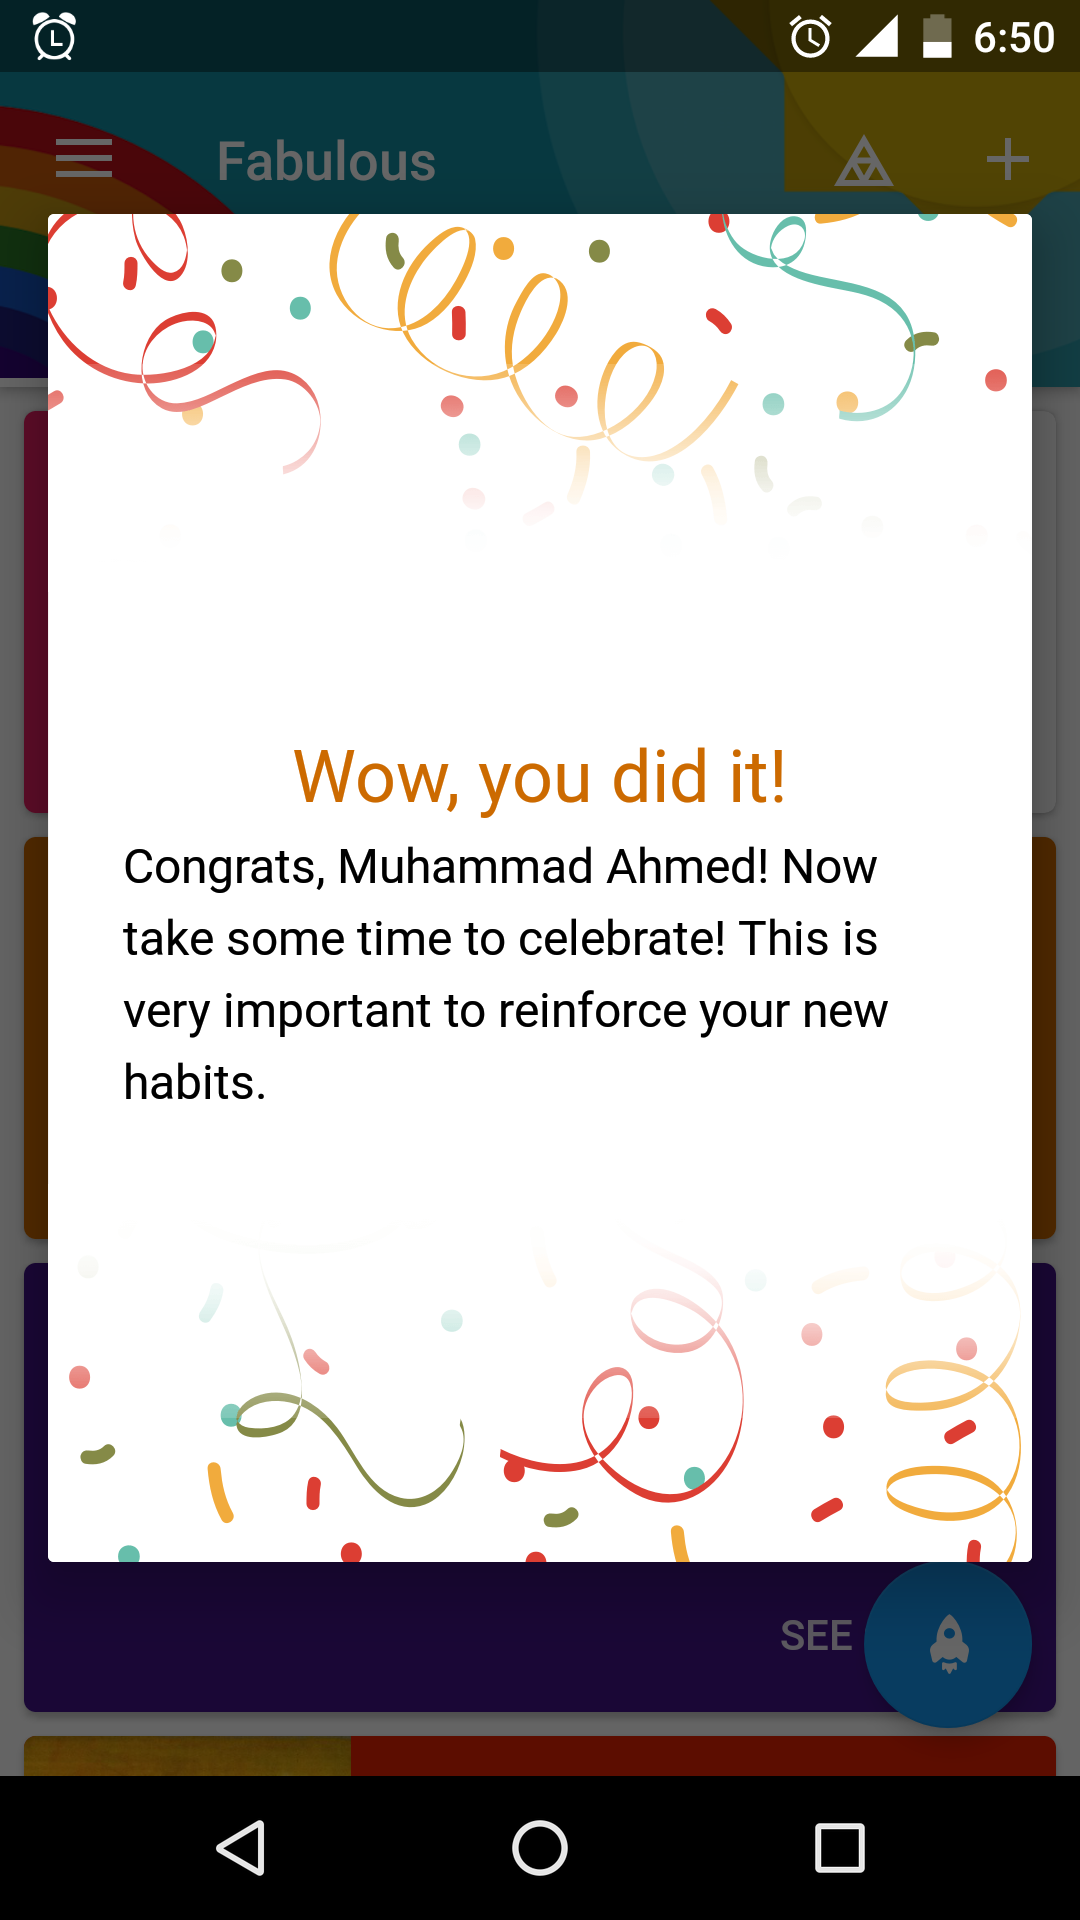 6:50
Fabulous
Wow, you did it!
Congrats, Muhammad Ahmed! Now
take some time to celebrate! This is
very important to reinforce your new
habits.
SEE